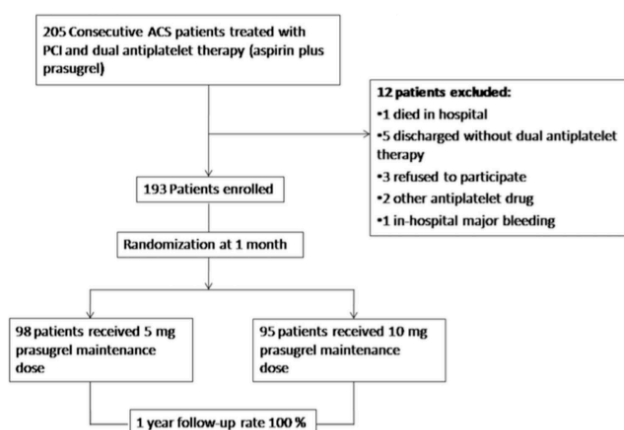 205 Consecutive ACS patients treated with
PCI and dual antiplatelet therapy (aspirin plus
prasugrel)
12 patients excluded:
•1 died in hospital
•5 discharged without dual antiplatelet
therapy
•3 refused to participate
•2 other antiplatelet drug
•1 in-hospital major bleeding
193 Patients enrolled
Randomization at 1 month
98 patients received 5 mg
prasugrel maintenance
dose
95 patients received 10 mg
prasugrel maintenance
dose
1 year follow-up rate 100 %